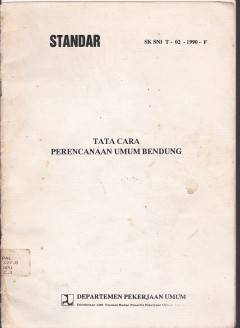 STANDAR
SK SNI T - 02 - 1990 - F
TATA CARA
PERENCANAAN UMUM BENDUNG
DEPARTEMEN PEKERJAAN UMUM